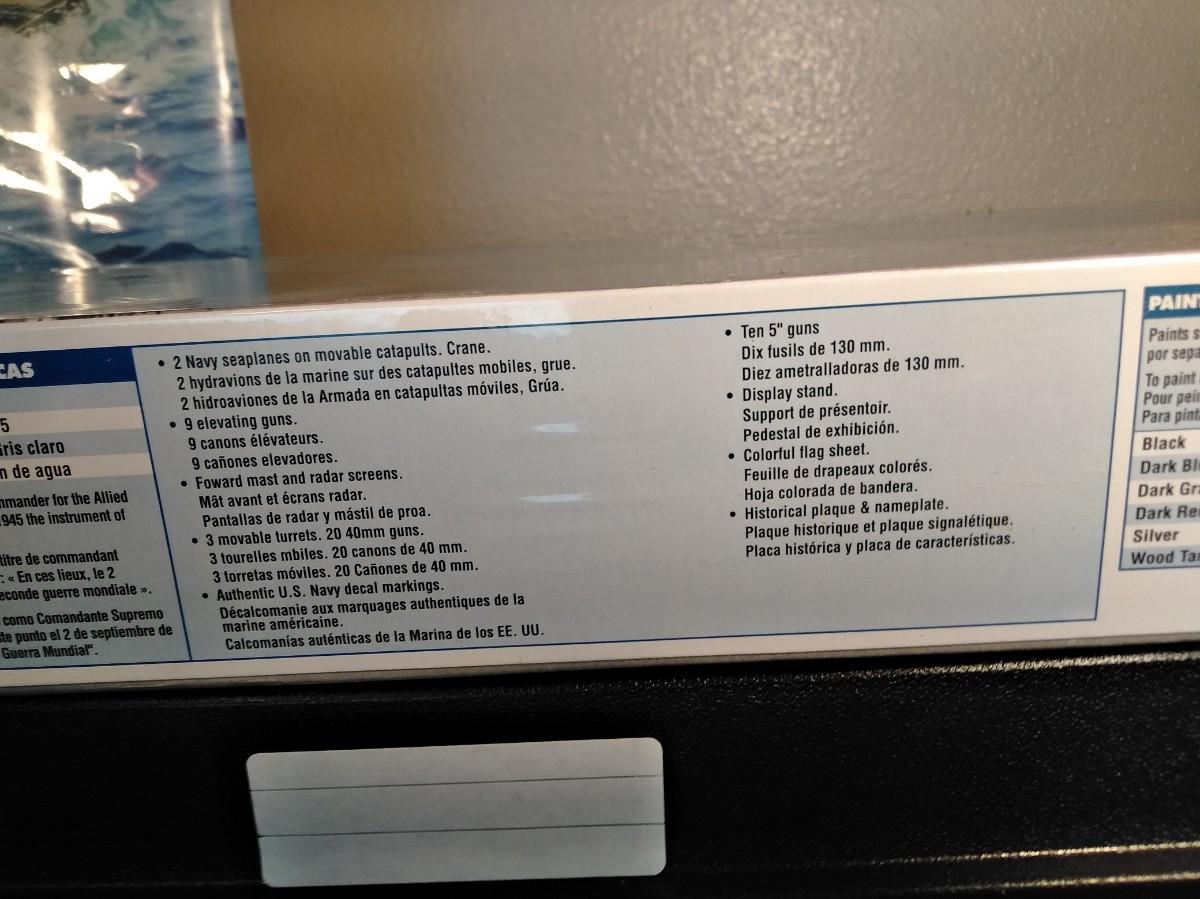 CAS
5
ris claro
n de agua
mmander for the Allied
1945 the instrument of
titre de commandant
: « En ces lieux, le 2
econde guerre mondiale ».
como Comandante Supremo
ste punto el 2 de septiembre de
Guerra Mundial".
• 2 Navy seaplanes on movable catapults. Crane.
2 hydravions de la marine sur des catapultes mobiles, grue.
2 hidroaviones de la Armada en catapultas móviles, Grúa.
• 9 elevating guns.
9 canons élévateurs.
9 cañones elevadores.
• Foward mast and radar screens.
Mât avant et écrans radar.
Pantallas de radar y mástil de proa.
• 3 movable turrets. 20 40mm guns.
3 tourelles mbiles. 20 canons de 40 mm.
3 torretas móviles. 20 Cañones de 40 mm.
• Authentic U.S. Navy decal markings.
Décalcomanie aux marquages authentiques de la
marine américaine.
Calcomanías auténticas de la Marina de los EE. UU.
• Ten 5" guns
Dix fusils de 130 mm.
Diez ametralladoras de 130 mm.
• Display stand.
Support de présentoir.
Pedestal de exhibición.
• Colorful flag sheet.
Feuille de drapeaux colorés.
Hoja colorada de bandera.
• Historical plaque & nameplate.
Plaque historique et plaque signalétique.
Placa histórica y placa de características.
PAINT
Paints s
por sepa
To paint
Pour pei
Para pint
Black
Dark Bl
Dark Gra
Dark Re
Silver
Wood Ta